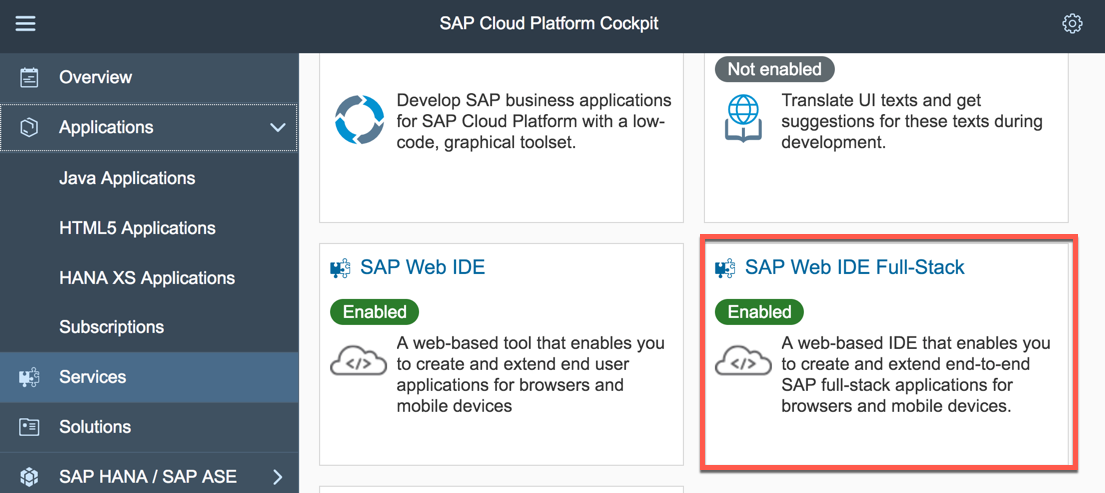 SAP Cloud Platform Cockpit
Overview
Applications
Java Applications
HTML5 Applications
HANA XS Applications
Subscriptions
Services
Solutions
SAP HANA / SAP ASE
Develop SAP business applications
for SAP Cloud Platform with a low-
code, graphical toolset.
Not enabled
Translate UI texts and get
suggestions for these texts during
development.
SAP Web IDE
Enabled
</>
A web-based tool that enables you
to create and extend end user
applications for browsers and
mobile devices
SAP Web IDE Full-Stack
Enabled
</>
A web-based IDE that enables you
to create and extend end-to-end
SAP full-stack applications for
browsers and mobile devices.